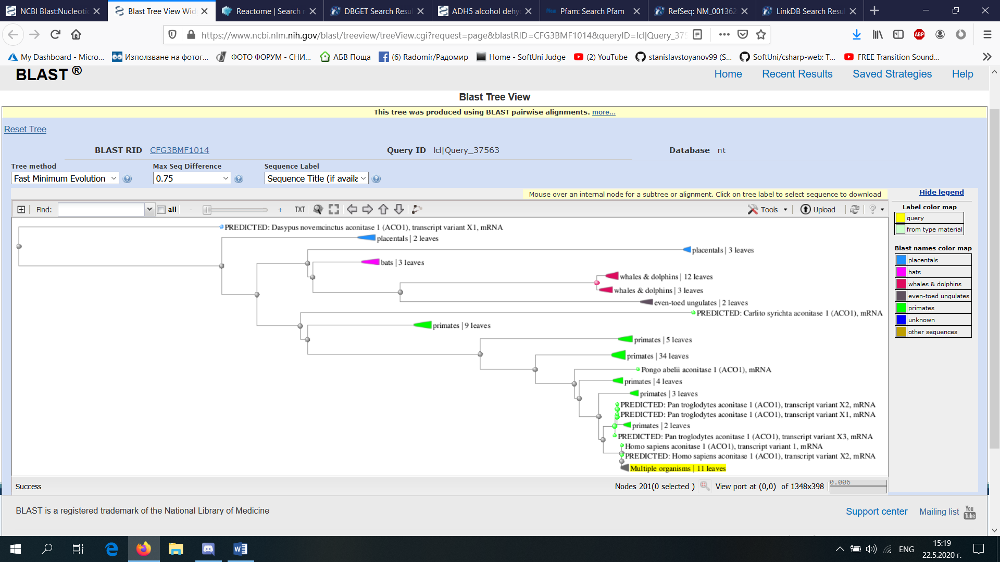 NCBI Blast:Nucleotic
Blast Tree View Wid
Reactome | Search r
DBGET Search Resul
ADH5 alcohol dehyd
Pfam: Search Pfam
RefSeq: NM_001362
LinkDB Search Resul
https://www.ncbi.nlm.nih.gov/blast/treeview/treeView.cgi?request=page&blastRID=CFG3BMF1014&queryID=lcl|Query_375
ABP
My Dashboard - Micro...
Използване на фотог...
ФОТО ФОРУМ - СНИ...
АБВ Поща
(6) Radomir/Радомир
Home - SoftUni Judge
(2) YouTube
stanislavstoyanov99 (S...
SoftUni/csharp-web: T...
FREE Transition Sound...
BLAST ®
Home Recent Results Saved Strategies Help
Blast Tree View
This tree was produced using BLAST pairwise alignments. more...
Reset Tree
BLAST RID CFG3BMF1014 Query ID lcl|Query_37563 Database nt
Tree method Max Seq Difference Sequence Label
Fast Minimum Evolution 0.75 Sequence Title (if availa
Mouse over an internal node for a subtree or alignment. Click on tree label to select sequence to download
Hide legend
Find: all - + TXT Tools Upload
Label color map
query
from type material
Blast names color map
placentals
bats
whales & dolphins
even-toed ungulates
primates
unknown
other sequences
PREDICTED: Dasypus novemcinctus aconitase 1 (ACO1), transcript variant X1, mRNA
placentals | 2 leaves
placentals | 3 leaves
bats | 3 leaves
whales & dolphins | 12 leaves
whales & dolphins | 3 leaves
even-toed ungulates | 2 leaves
PREDICTED: Carlito syrichta aconitase 1 (ACO1), mRNA
primates | 9 leaves
primates | 5 leaves
primates | 34 leaves
Pongo abelii aconitase 1 (ACO1), mRNA
primates | 4 leaves
primates | 3 leaves
PREDICTED: Pan troglodytes aconitase 1 (ACO1), transcript variant X2, mRNA
PREDICTED: Pan troglodytes aconitase 1 (ACO1), transcript variant X1, mRNA
primates | 2 leaves
PREDICTED: Pan troglodytes aconitase 1 (ACO1), transcript variant X3, mRNA
Homo sapiens aconitase 1 (ACO1), transcript variant 1, mRNA
PREDICTED: Homo sapiens aconitase 1 (ACO1), transcript variant X2, mRNA
Multiple organisms | 11 leaves
Success Nodes 201(0 selected ) View port at (0,0) of 1348x398 0.006
BLAST is a registered trademark of the National Library of Medicine
Support center Mailing list You Tube
ENG
15:19
22.5.2020 г.